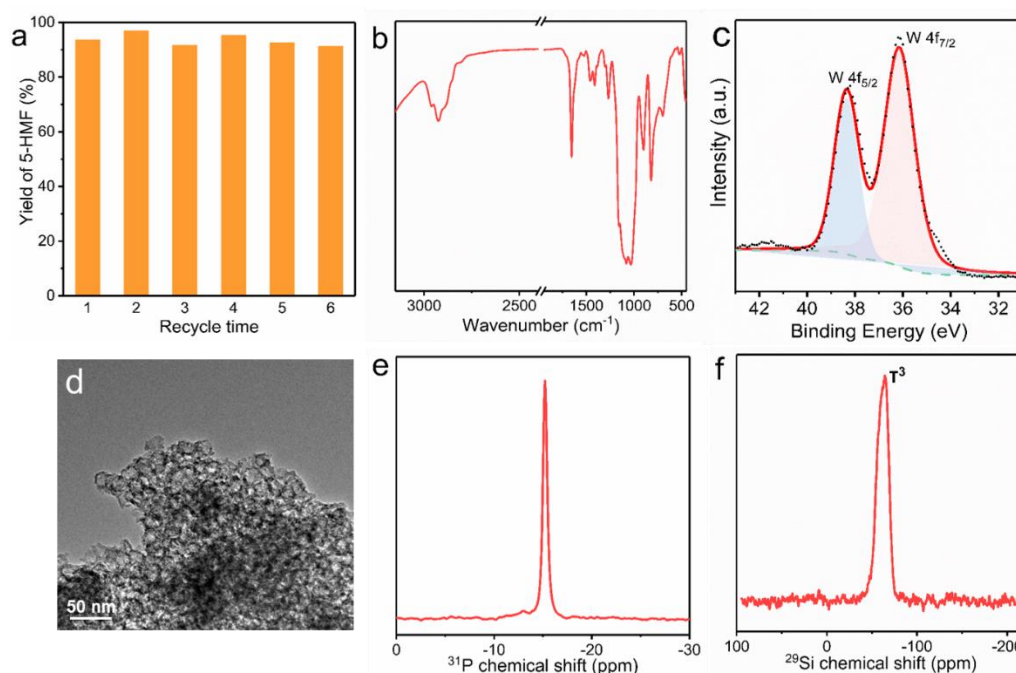 a
Yield of 5-HMF (%)
100
80
60
40
20
0
1 2 3 4 5 6
Recycle time
b
3000 2500 1500 1000 500
Wavenumber (cm⁻¹)
c
W 4f₇/₂
W 4f₅/₂
Intensity (a.u.)
42 40 38 36 34 32
Binding Energy (eV)
d
50 nm
e
0 -10 -20 -30
³¹P chemical shift (ppm)
f
T³
100 0 -100 -200
²⁹Si chemical shift (ppm)